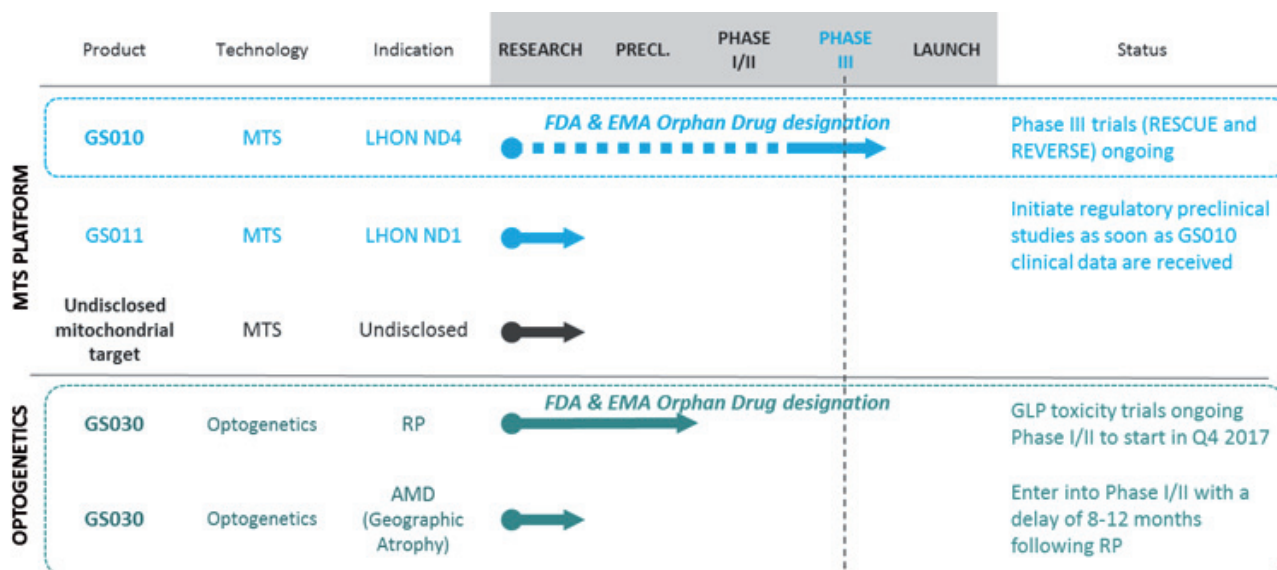 Product Technology Indication RESEARCH PRECL. PHASE I/II PHASE III LAUNCH Status
MTS PLATFORM
FDA & EMA Orphan Drug designation
GS010 MTS LHON ND4
Phase III trials (RESCUE and
REVERSE) ongoing
GS011 MTS LHON ND1
Initiate regulatory preclinical
studies as soon as GS010
clinical data are received
Undisclosed
mitochondrial
target
MTS Undisclosed
OPTOGENETICS
FDA & EMA Orphan Drug designation
GS030 Optogenetics RP
GLP toxicity trials ongoing
Phase I/II to start in Q4 2017
GS030 Optogenetics
AMD
(Geographic
Atrophy)
Enter into Phase I/II with a
delay of 8-12 months
following RP